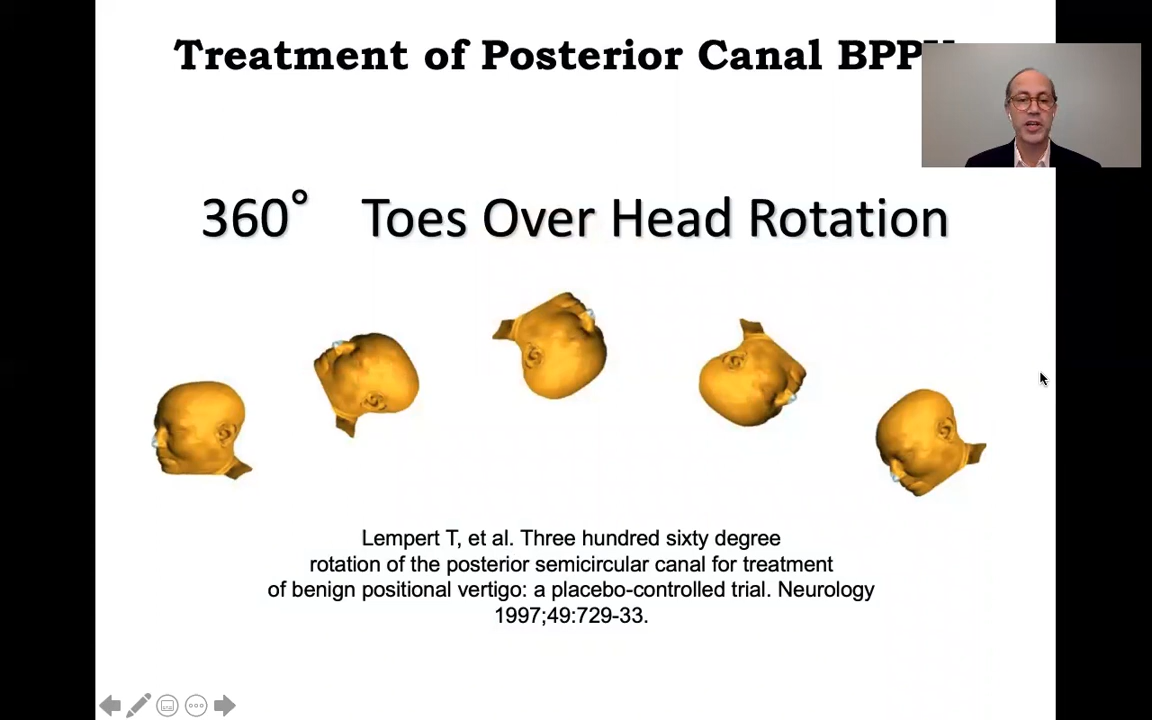 Treatment of Posterior Canal
360° Toes Over Head Rotation
Lempert T, et al. Three hundred sixty degree
rotation of the posterior semicircular canal for treatment
of benign positional vertigo: a placebo-controlled trial. Neurology
1997;49:729-33.